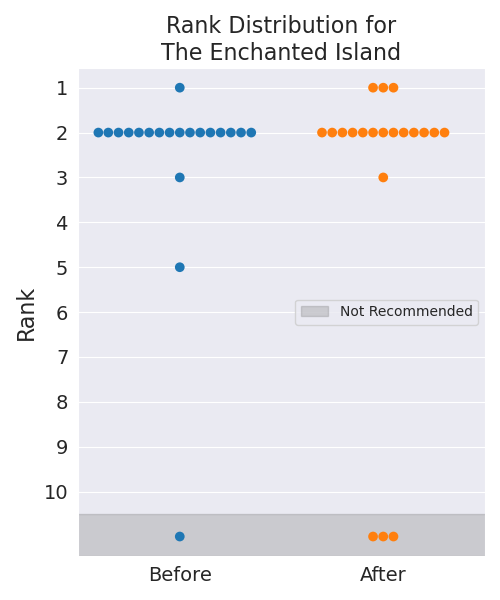 Rank Distribution for
The Enchanted Island
1
2
3
4
5
6
7
8
9
10
Rank
Not Recommended
Before
After